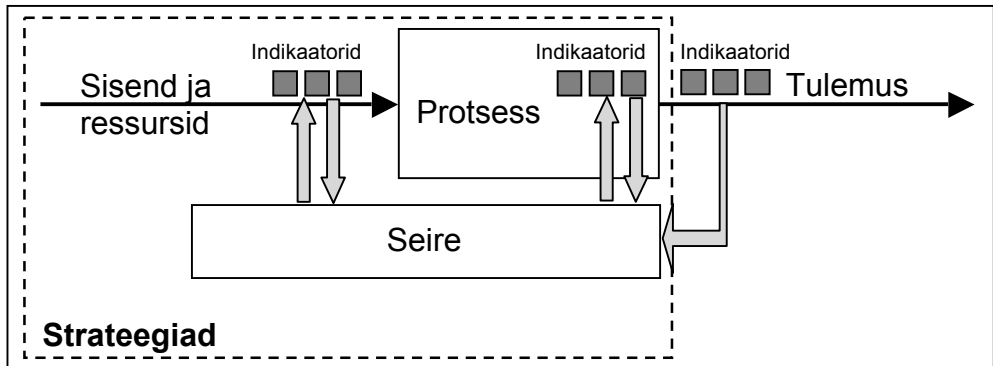 Indikaatorid
Indikaatorid
Indikaatorid
Sisend ja
ressursid
Protsess
Tulemus
Seire
Strateegiad